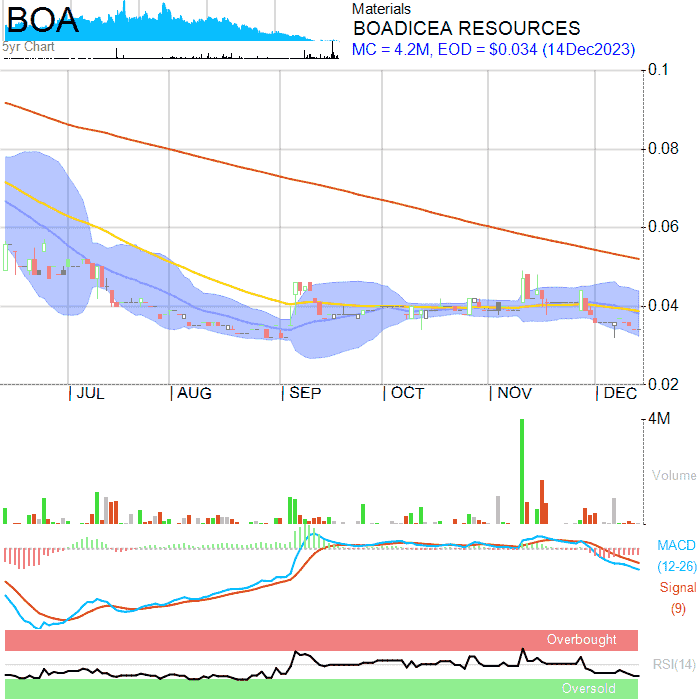 BOA
5yr Chart
Materials
BOADICEA RESOURCES
MC = 4.2M, EOD = $0.034 (14Dec2023)
0.1
0.08
0.06
0.04
0.02
JUL AUG SEP OCT NOV DEC
4M
Volume
MACD
(12-26)
Signal
(9)
Overbought
RSI(14)
Oversold